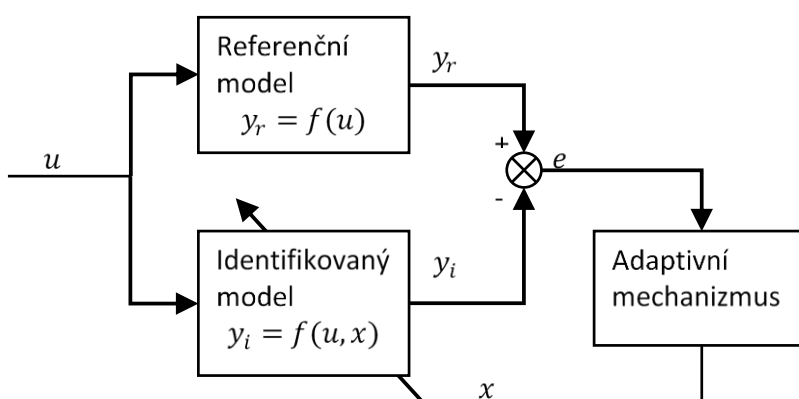 Referenční
model
y_r = f(u)
y_r
u
+
e
-
Identifikovaný
model
y_i = f(u, x)
y_i
Adaptivní
mechanizmus
x